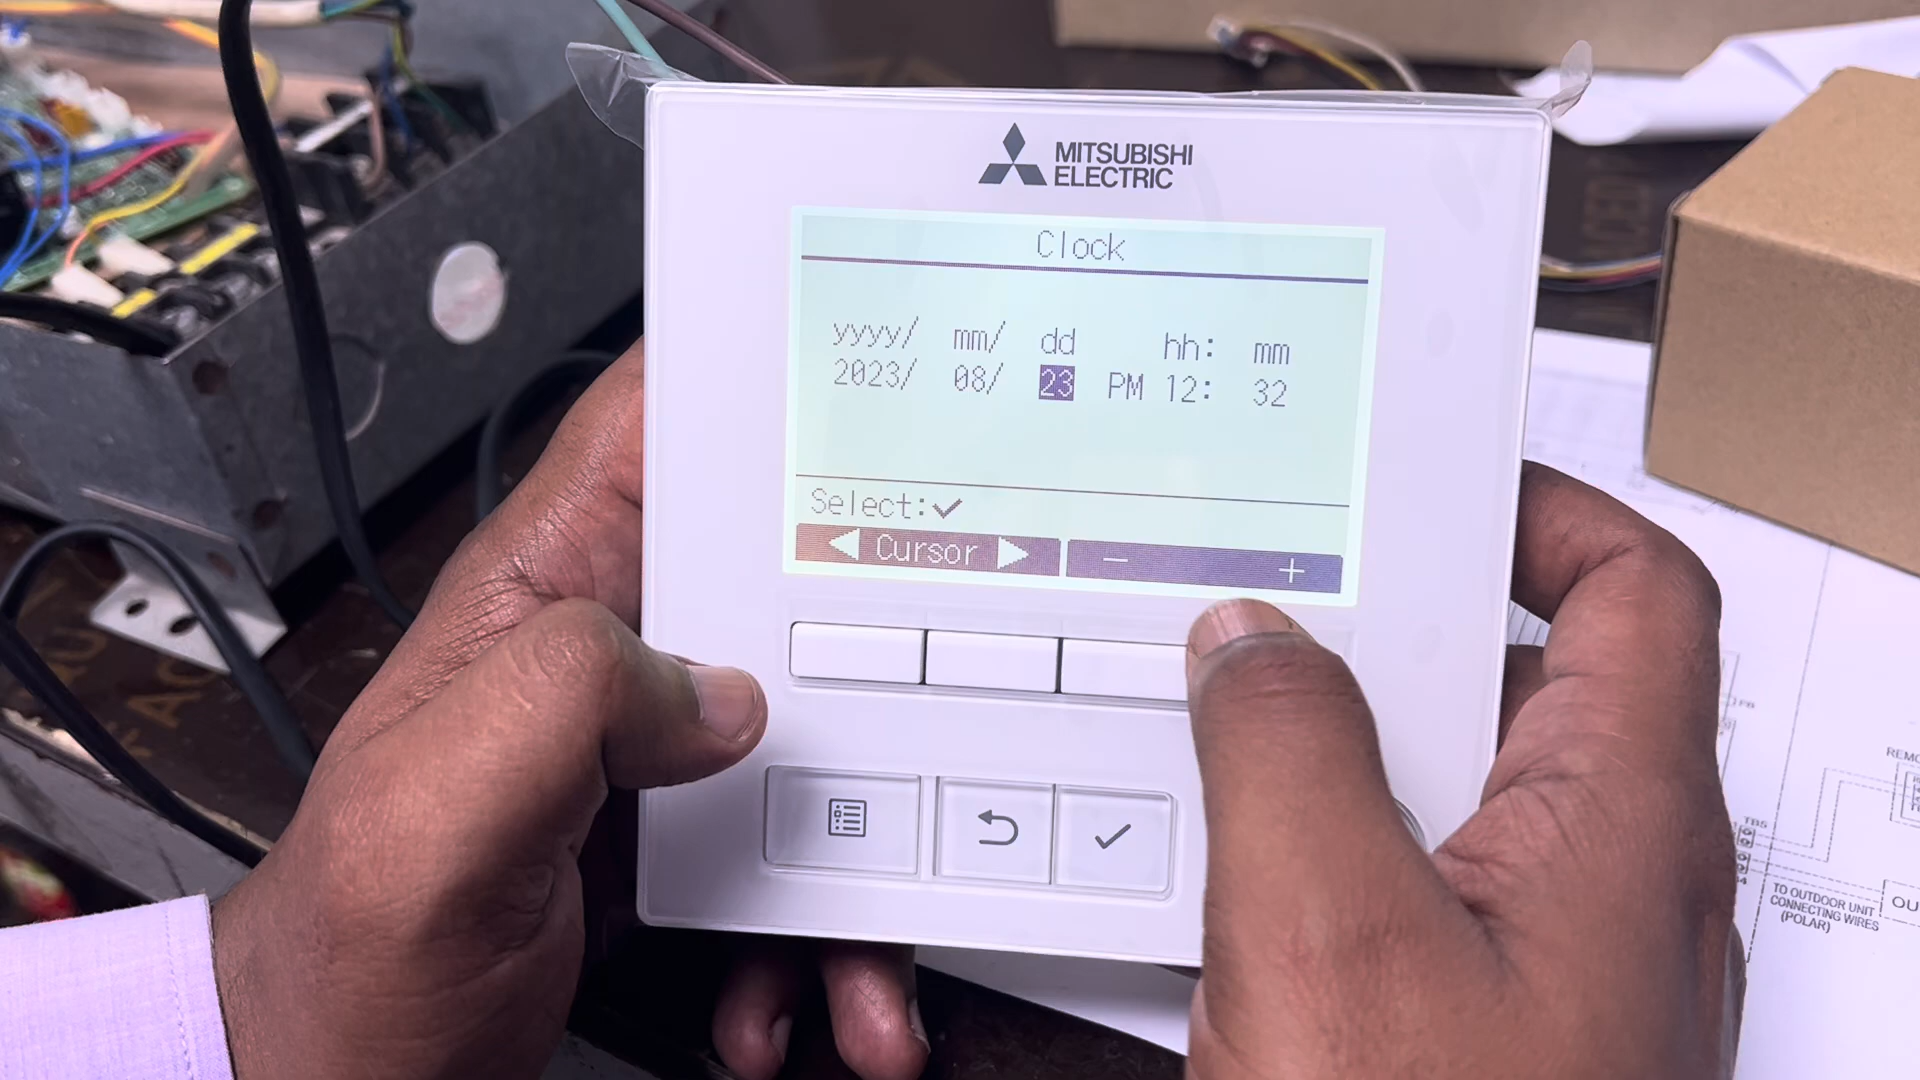 MITSUBISHI
ELECTRIC
Clock
yyyy/ mm/ dd hh: mm
2023/ 08/ 23 PM 12: 32
Select:✓
◀ Cursor ▶ − +
TB5
TO OUTDOOR UNIT
CONNECTING WIRES
(POLAR)